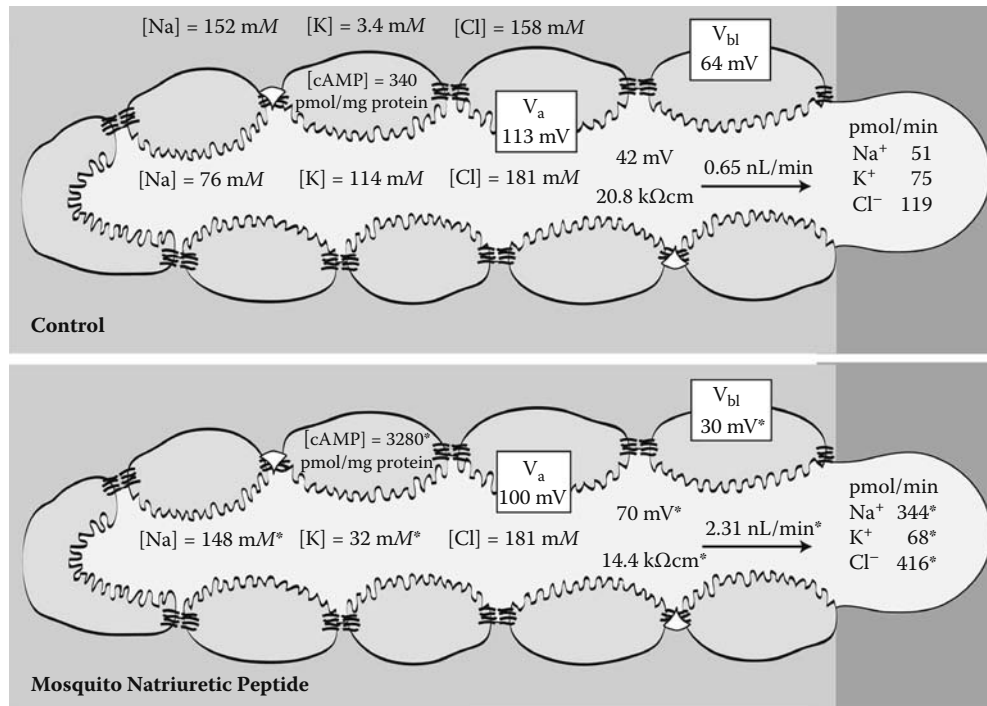 [Na] = 152 mM [K] = 3.4 mM [Cl] = 158 mM
V_bl
64 mV
[cAMP] = 340
pmol/mg protein
V_a
113 mV
pmol/min
Na⁺ 51
K⁺ 75
Cl⁻ 119
42 mV
0.65 nL/min
[Na] = 76 mM [K] = 114 mM [Cl] = 181 mM
20.8 kΩcm
Control
V_bl
30 mV*
[cAMP] = 3280*
pmol/mg protein
V_a
100 mV
pmol/min
Na⁺ 344*
K⁺ 68*
Cl⁻ 416*
70 mV*
2.31 nL/min*
[Na] = 148 mM* [K] = 32 mM* [Cl] = 181 mM
14.4 kΩcm*
Mosquito Natriuretic Peptide